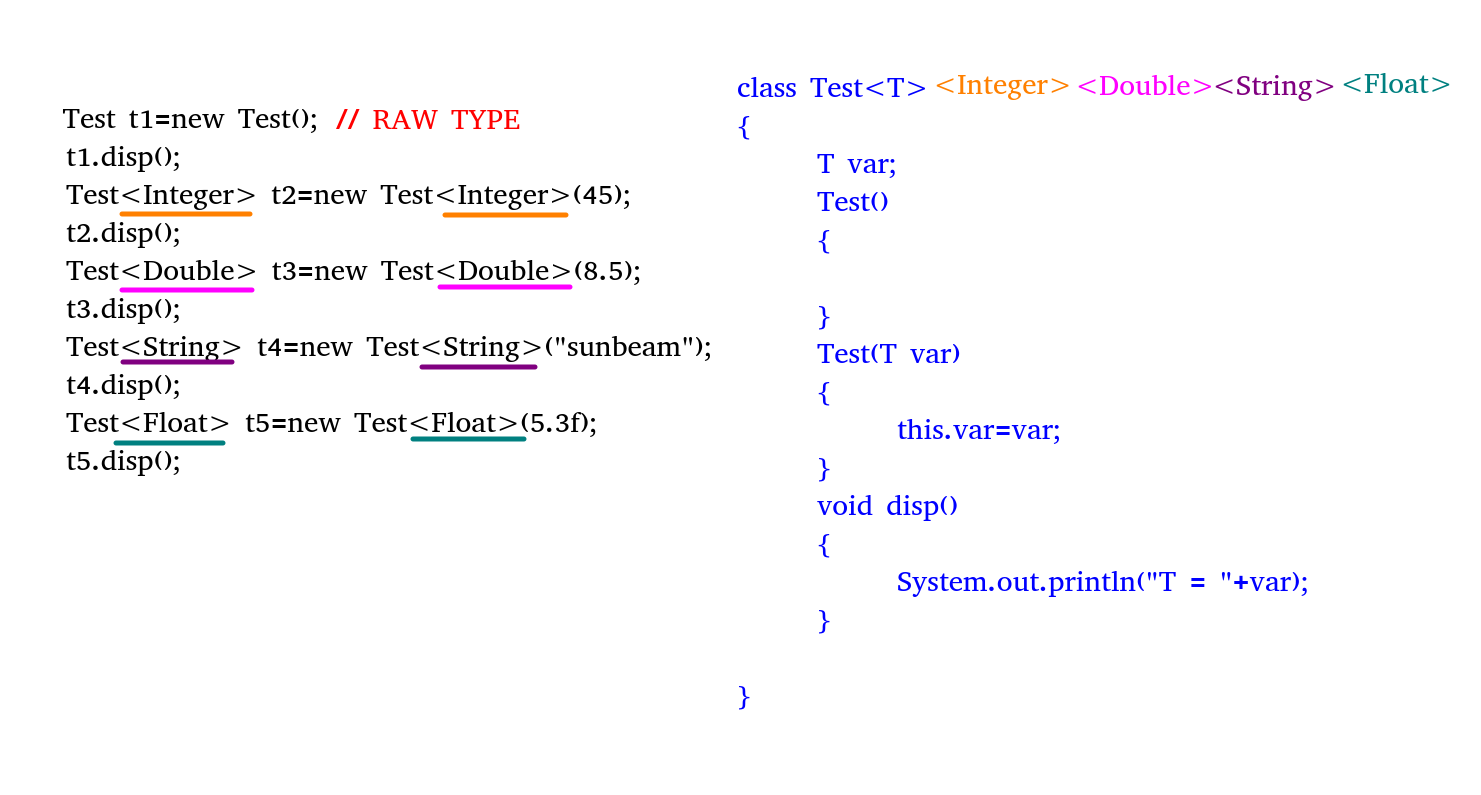 Test t1=new Test(); // RAW TYPE
t1.disp();
Test<Integer> t2=new Test<Integer>(45);
t2.disp();
Test<Double> t3=new Test<Double>(8.5);
t3.disp();
Test<String> t4=new Test<String>("sunbeam");
t4.disp();
Test<Float> t5=new Test<Float>(5.3f);
t5.disp();
class Test<T> <Integer> <Double><String> <Float>
{
T var;
Test()
{
}
Test(T var)
{
this.var=var;
}
void disp()
{
System.out.println("T = "+var);
}
}